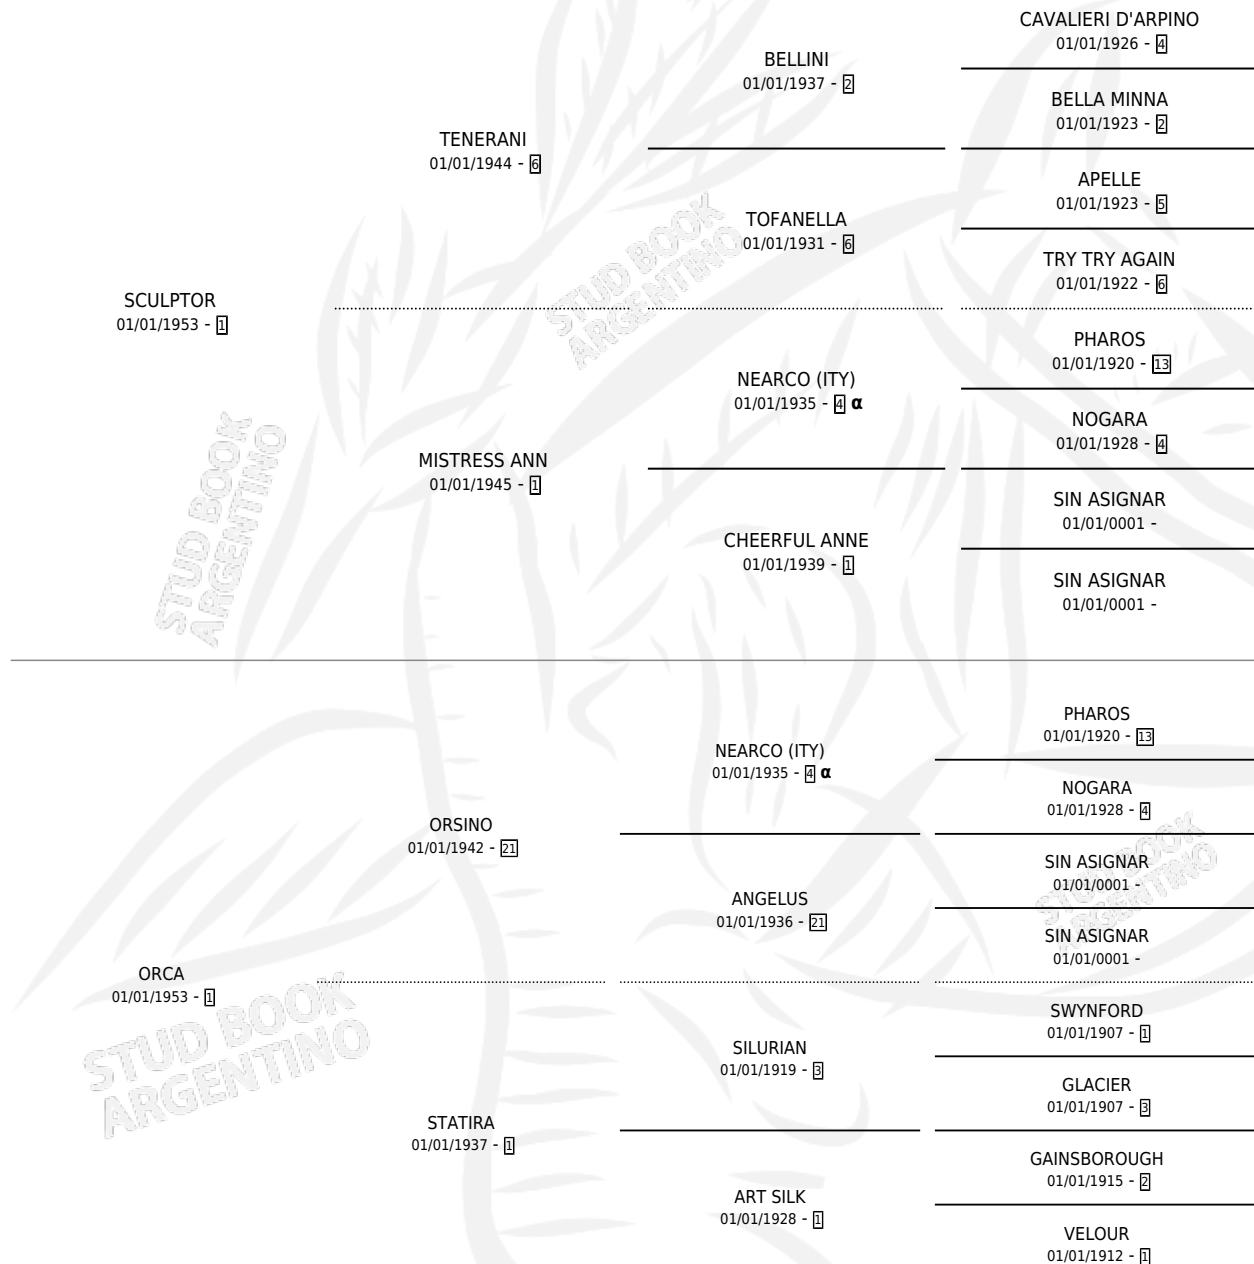 CAVALIERI D'ARPINO
01/01/1926 - 4
BELLINI
01/01/1937 - 2
BELLA MINNA
01/01/1923 - 2
TENERANI
01/01/1944 - 6
APELLE
01/01/1923 - 5
TOFANELLA
01/01/1931 - 6
TRY TRY AGAIN
01/01/1922 - 6
SCULPTOR
01/01/1953 - 1
STUD BOOK
ARGENTINO
PHAROS
01/01/1920 - 13
NEARCO (ITY)
01/01/1935 - 4 α
NOGARA
01/01/1928 - 4
MISTRESS ANN
01/01/1945 - 1
STUD BOOK
ARGENTINO
SIN ASIGNAR
01/01/0001 -
CHEERFUL ANNE
01/01/1939 - 1
SIN ASIGNAR
01/01/0001 -
PHAROS
01/01/1920 - 13
NEARCO (ITY)
01/01/1935 - 4 α
NOGARA
01/01/1928 - 4
ORSINO
01/01/1942 - 21
SIN ASIGNAR
01/01/0001 -
STUD BOOK
ARGENTINO
ANGELUS
01/01/1936 - 21
SIN ASIGNAR
01/01/0001 -
ORCA
01/01/1953 - 1
STUD BOOK
ARGENTINO
SWYNFORD
01/01/1907 - 1
SILURIAN
01/01/1919 - 3
GLACIER
01/01/1907 - 3
STATIRA
01/01/1937 - 1
GAINSBOROUGH
01/01/1915 - 2
ART SILK
01/01/1928 - 1
VELOUR
01/01/1912 - 1